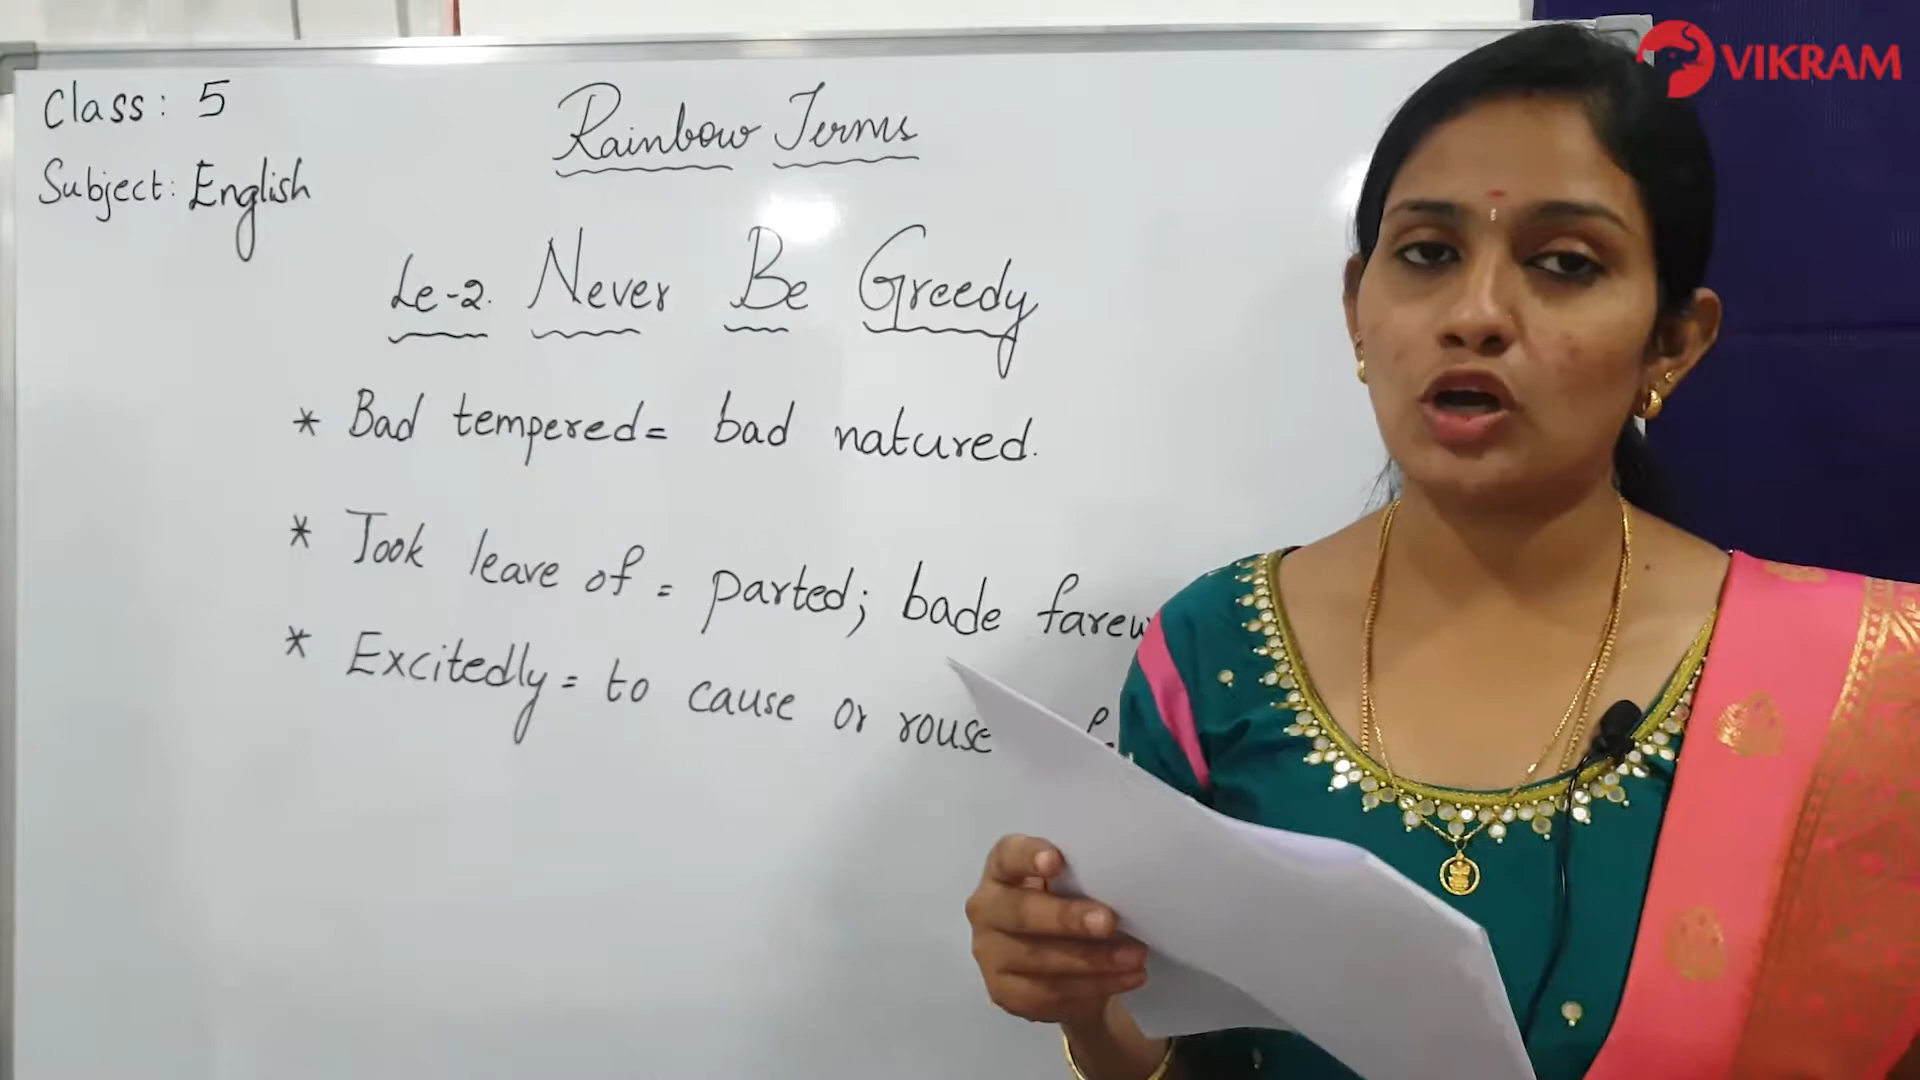 VIKRAM
Class: 5
Subject: English
Rainbow Terms
Le-2. Never Be Greedy
* Bad tempered = bad natured.
* Took leave of = parted; bade
* Excitedly = to cause or rouse